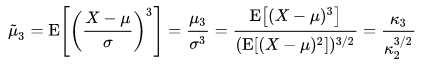 μ̃₃ = E[((X − μ)/σ)³] = μ₃/σ³ = E[(X − μ)³]/(E[(X − μ)²])^{3/2} = κ₃/κ₂^{3/2}